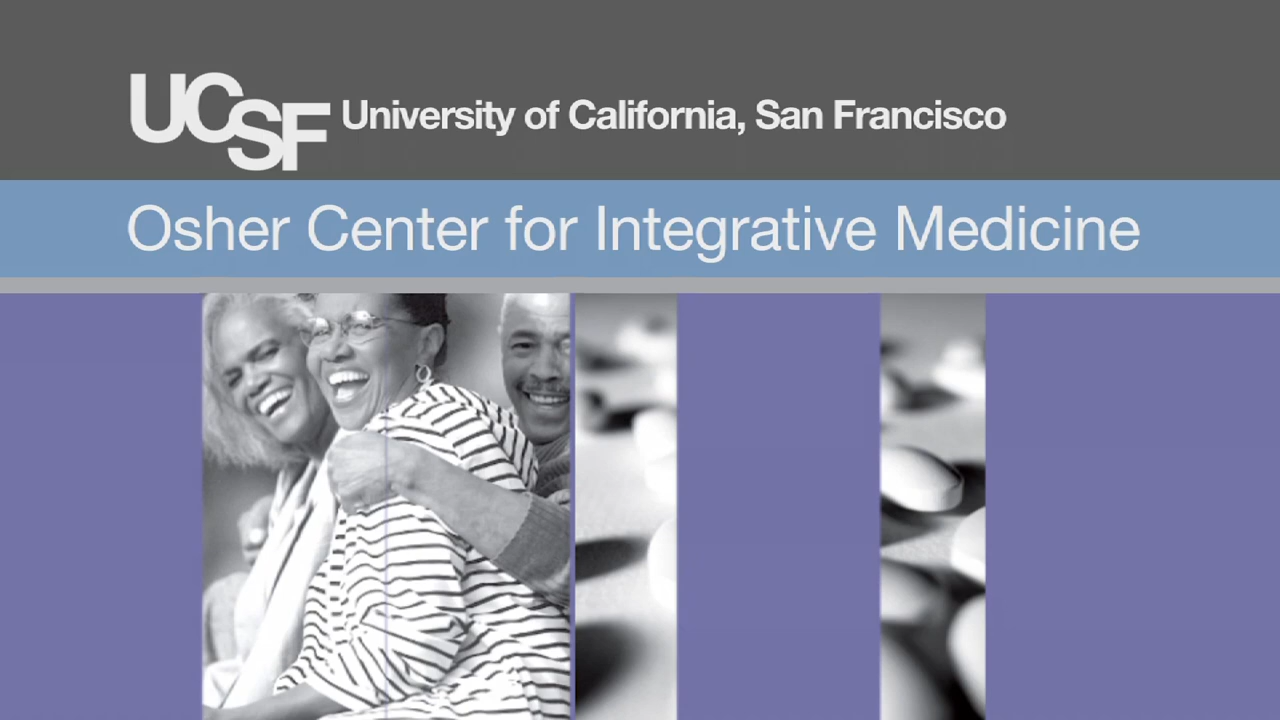 UCSF University of California, San Francisco
Osher Center for Integrative Medicine